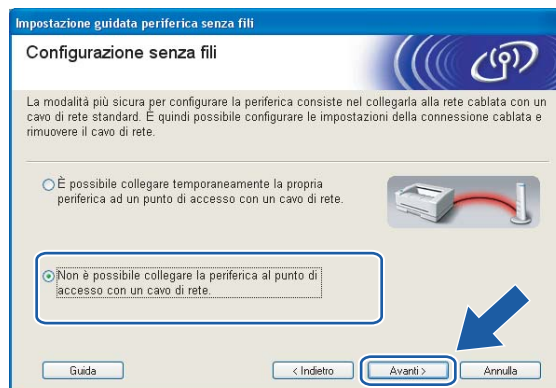 Impostazione guidata periferica senza fili
Configurazione senza fili
La modalità più sicura per configurare la periferica consiste nel collegarla alla rete cablata con un
cavo di rete standard. È quindi possibile configurare le impostazioni della connessione cablata e
rimuovere il cavo di rete.
È possibile collegare temporaneamente la propria
periferica ad un punto di accesso con un cavo di rete.
Non è possibile collegare la periferica al punto di
accesso con un cavo di rete.
Guida
< Indietro
Avanti >
Annulla